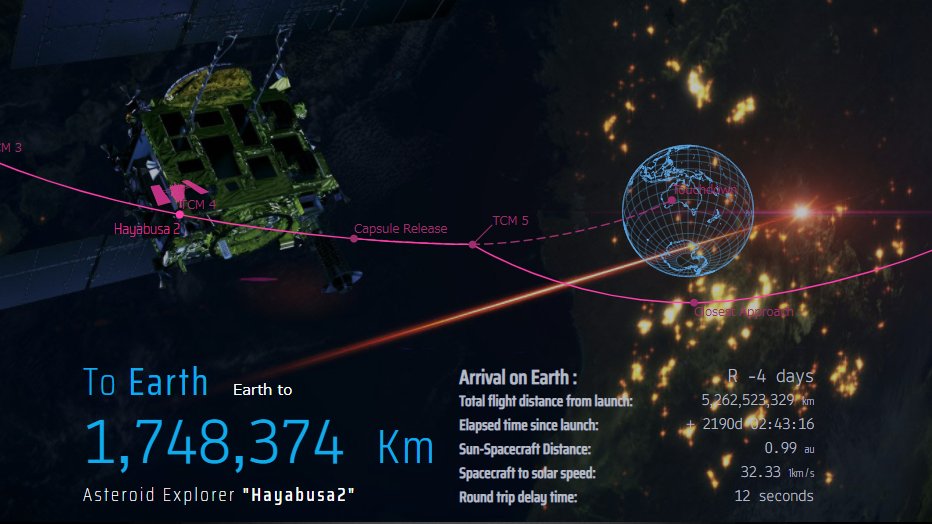 CM 3
TCM 4
Hayabusa 2
Capsule Release
TCM 5
Touchdown
Closest Approach
To Earth Earth to
1,748,374 Km
Asteroid Explorer "Hayabusa2"
Arrival on Earth : R -4 days
Total flight distance from launch: 5,262,523,329 km
Elapsed time since launch: + 2190d 02:43:16
Sun-Spacecraft Distance: 0.99 au
Spacecraft to solar speed: 32.33 1km/s
Round trip delay time: 12 seconds